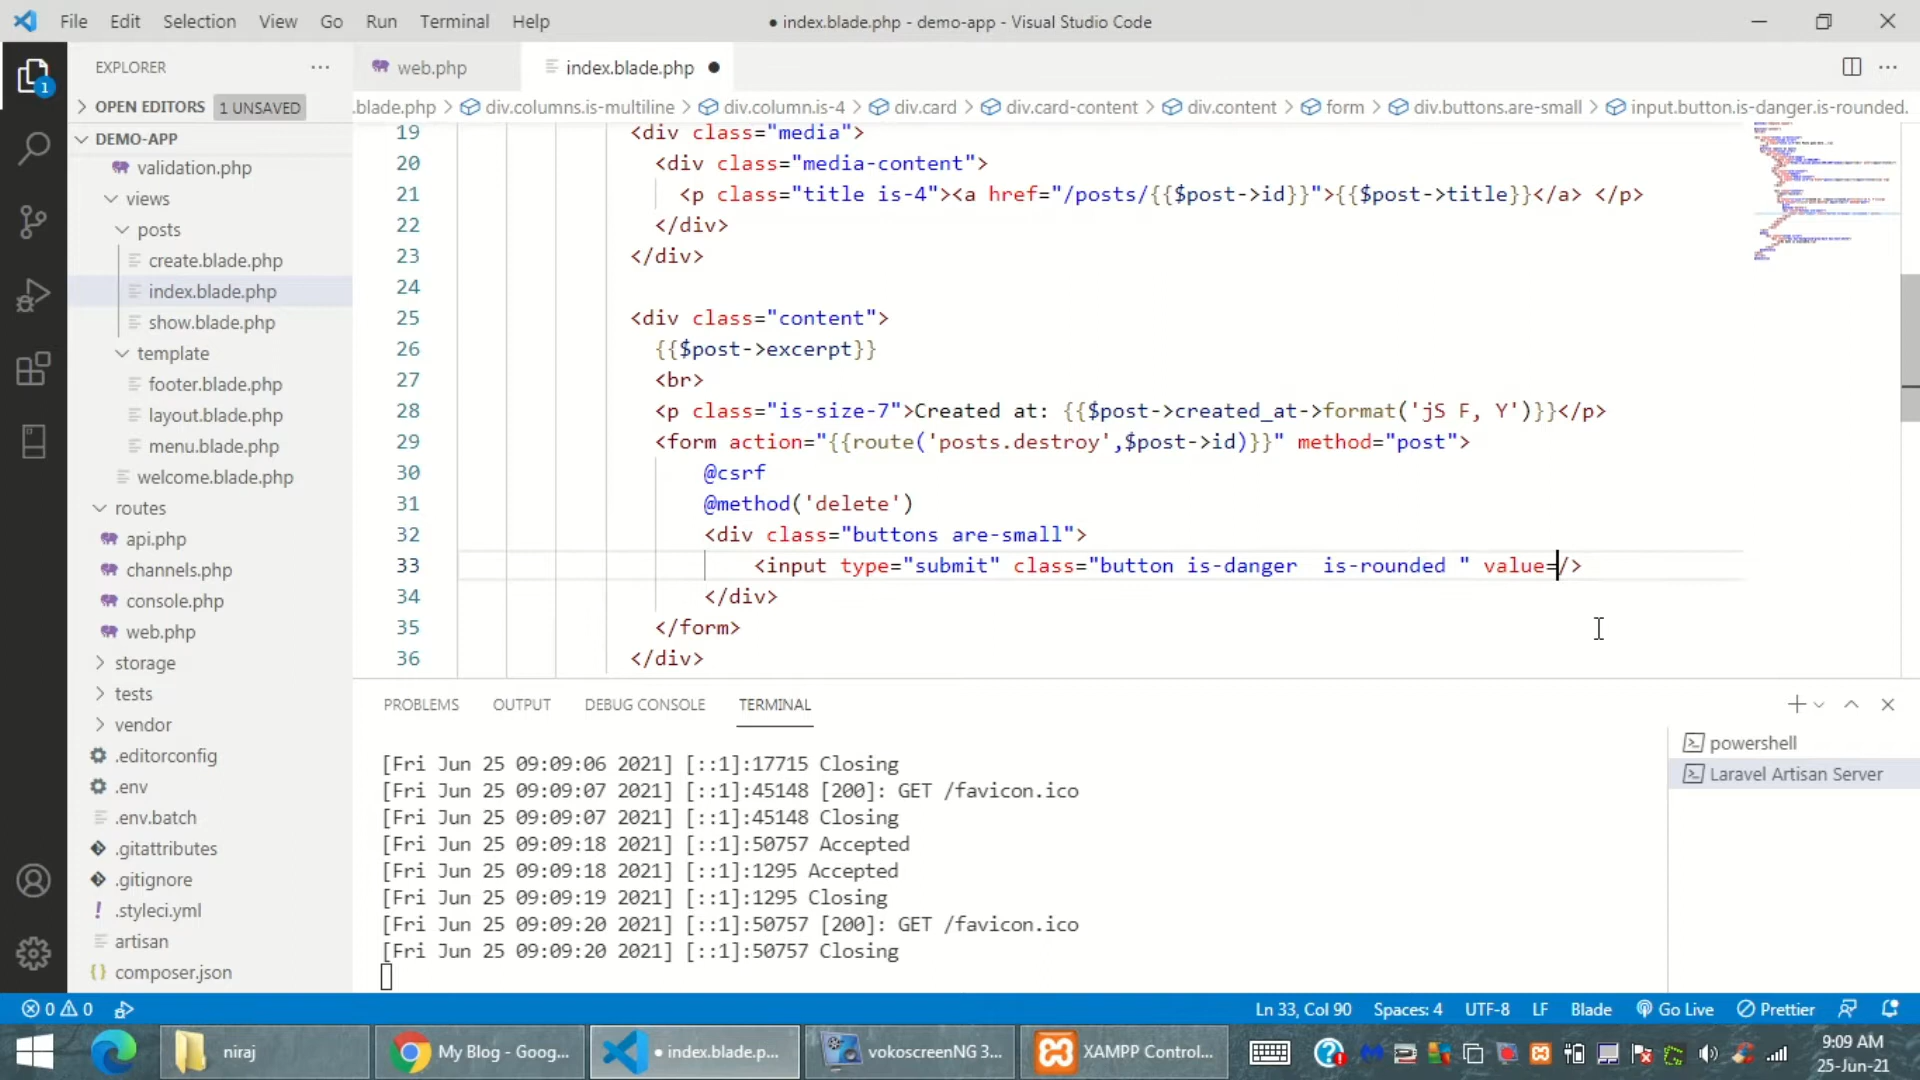 File Edit Selection View Go Run Terminal Help
● index.blade.php - demo-app - Visual Studio Code
EXPLORER ···
web.php
index.blade.php ●
1
OPEN EDITORS 1 UNSAVED
.blade.php > div.columns.is-multiline > div.column.is-4 > div.card > div.card-content > div.content > form > div.buttons.are-small > input.button.is-danger.is-rounded.
DEMO-APP
validation.php
views
posts
create.blade.php
index.blade.php
show.blade.php
template
footer.blade.php
layout.blade.php
menu.blade.php
welcome.blade.php
routes
api.php
channels.php
console.php
web.php
storage
tests
vendor
.editorconfig
.env
.env.batch
.gitattributes
.gitignore
! .styleci.yml
artisan
{} composer.json
19 <div class="media">
20 <div class="media-content">
21 <p class="title is-4"><a href="/posts/{{$post->id}}">{{$post->title}}</a> </p>
22 </div>
23 </div>
24
25 <div class="content">
26 {{$post->excerpt}}
27 <br>
28 <p class="is-size-7">Created at: {{$post->created_at->format('jS F, Y')}}</p>
29 <form action="{{route('posts.destroy',$post->id)}}" method="post">
30 @csrf
31 @method('delete')
32 <div class="buttons are-small">
33 <input type="submit" class="button is-danger  is-rounded " value=/>
34 </div>
35 </form>
36 </div>
PROBLEMS OUTPUT DEBUG CONSOLE TERMINAL
[Fri Jun 25 09:09:06 2021] [::1]:17715 Closing
[Fri Jun 25 09:09:07 2021] [::1]:45148 [200]: GET /favicon.ico
[Fri Jun 25 09:09:07 2021] [::1]:45148 Closing
[Fri Jun 25 09:09:18 2021] [::1]:50757 Accepted
[Fri Jun 25 09:09:18 2021] [::1]:1295 Accepted
[Fri Jun 25 09:09:19 2021] [::1]:1295 Closing
[Fri Jun 25 09:09:20 2021] [::1]:50757 [200]: GET /favicon.ico
[Fri Jun 25 09:09:20 2021] [::1]:50757 Closing
powershell
Laravel Artisan Server
0 0
Ln 33, Col 90 Spaces: 4 UTF-8 LF Blade Go Live Prettier
niraj
My Blog - Goog...
● index.blade.p...
vokoscreenNG 3...
XAMPP Control...
9:09 AM
25-Jun-21